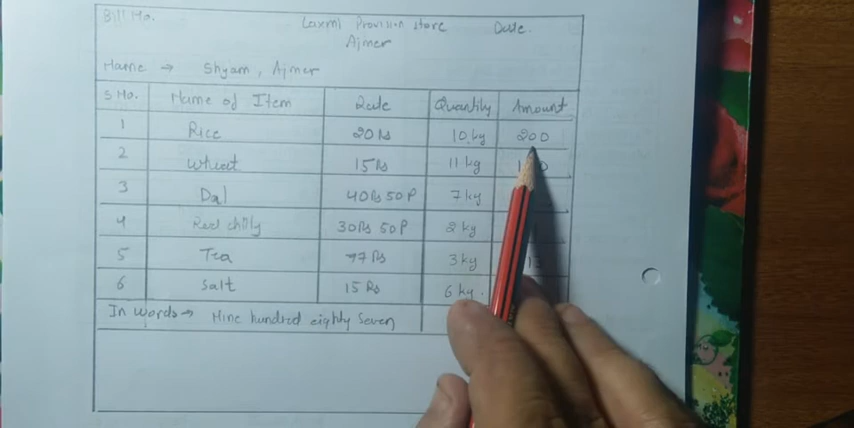 Bill No. Laxmi Provision Store Date.
Ajmer
Name → Shyam, Ajmer
S No. Name of Item Rate Quantity Amount
1 Rice 20 Rs 10 kg 200
2 Wheat 15 Rs 11 kg
3 Dal 40 Rs 50 P 7 kg
4 Red chilly 30 Rs 50 P 2 kg
5 Tea Rs 3 kg
6 Salt 15 Rs 6 kg.
In words → Nine hundred eighty Seven